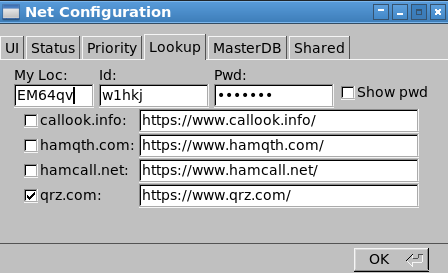 Net Configuration
UI Status Priority Lookup MasterDB Shared
My Loc: Id: Pwd:
EM64qv w1hkj ••••••• Show pwd
callook.info: https://www.callook.info/
hamqth.com: https://www.hamqth.com/
hamcall.net: https://www.hamcall.net/
qrz.com: https://www.qrz.com/
OK